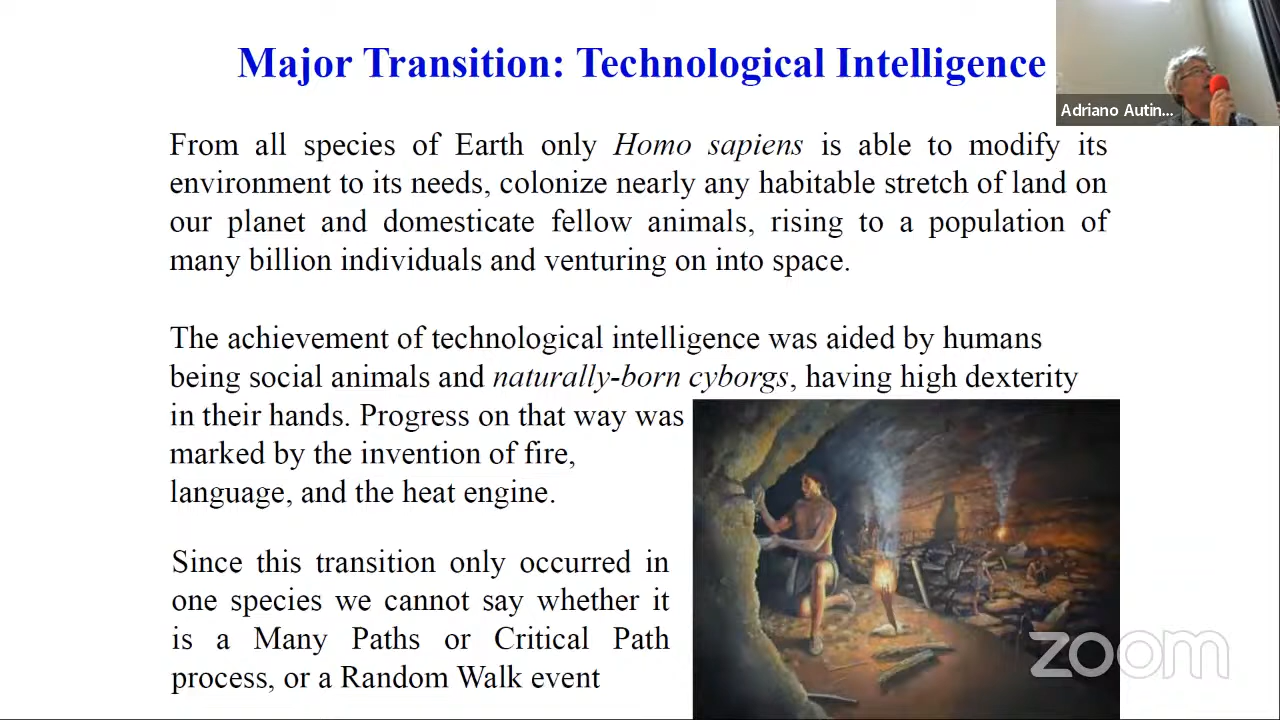 Major Transition: Technological Intelligence
Adriano Autin...
From all species of Earth only Homo sapiens is able to modify its
environment to its needs, colonize nearly any habitable stretch of land on
our planet and domesticate fellow animals, rising to a population of
many billion individuals and venturing on into space.
The achievement of technological intelligence was aided by humans
being social animals and naturally-born cyborgs, having high dexterity
in their hands. Progress on that way was
marked by the invention of fire,
language, and the heat engine.
Since this transition only occurred in
one species we cannot say whether it
is a Many Paths or Critical Path
process, or a Random Walk event
zoom